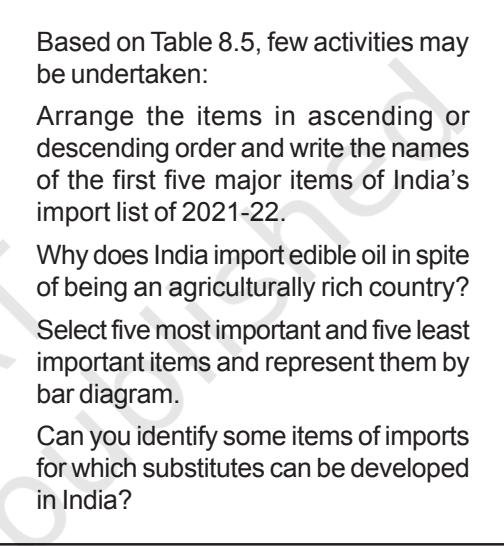 Based on Table 8.5, few activities may
be undertaken:
Arrange the items in ascending or
descending order and write the names
of the first five major items of India's
import list of 2021-22.
Why does India import edible oil in spite
of being an agriculturally rich country?
Select five most important and five least
important items and represent them by
bar diagram.
Can you identify some items of imports
for which substitutes can be developed
in India?